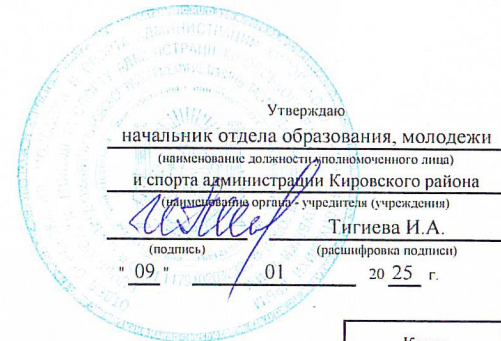 Утверждаю
начальник отдела образования, молодежи
(наименование должности уполномоченного лица)
и спорта администрации Кировского района
(наименование органа - учредителя (учреждения)
Тигиева И.А.
(подпись) (расшифровка подписи)
" 09 " 01 20 25 г.